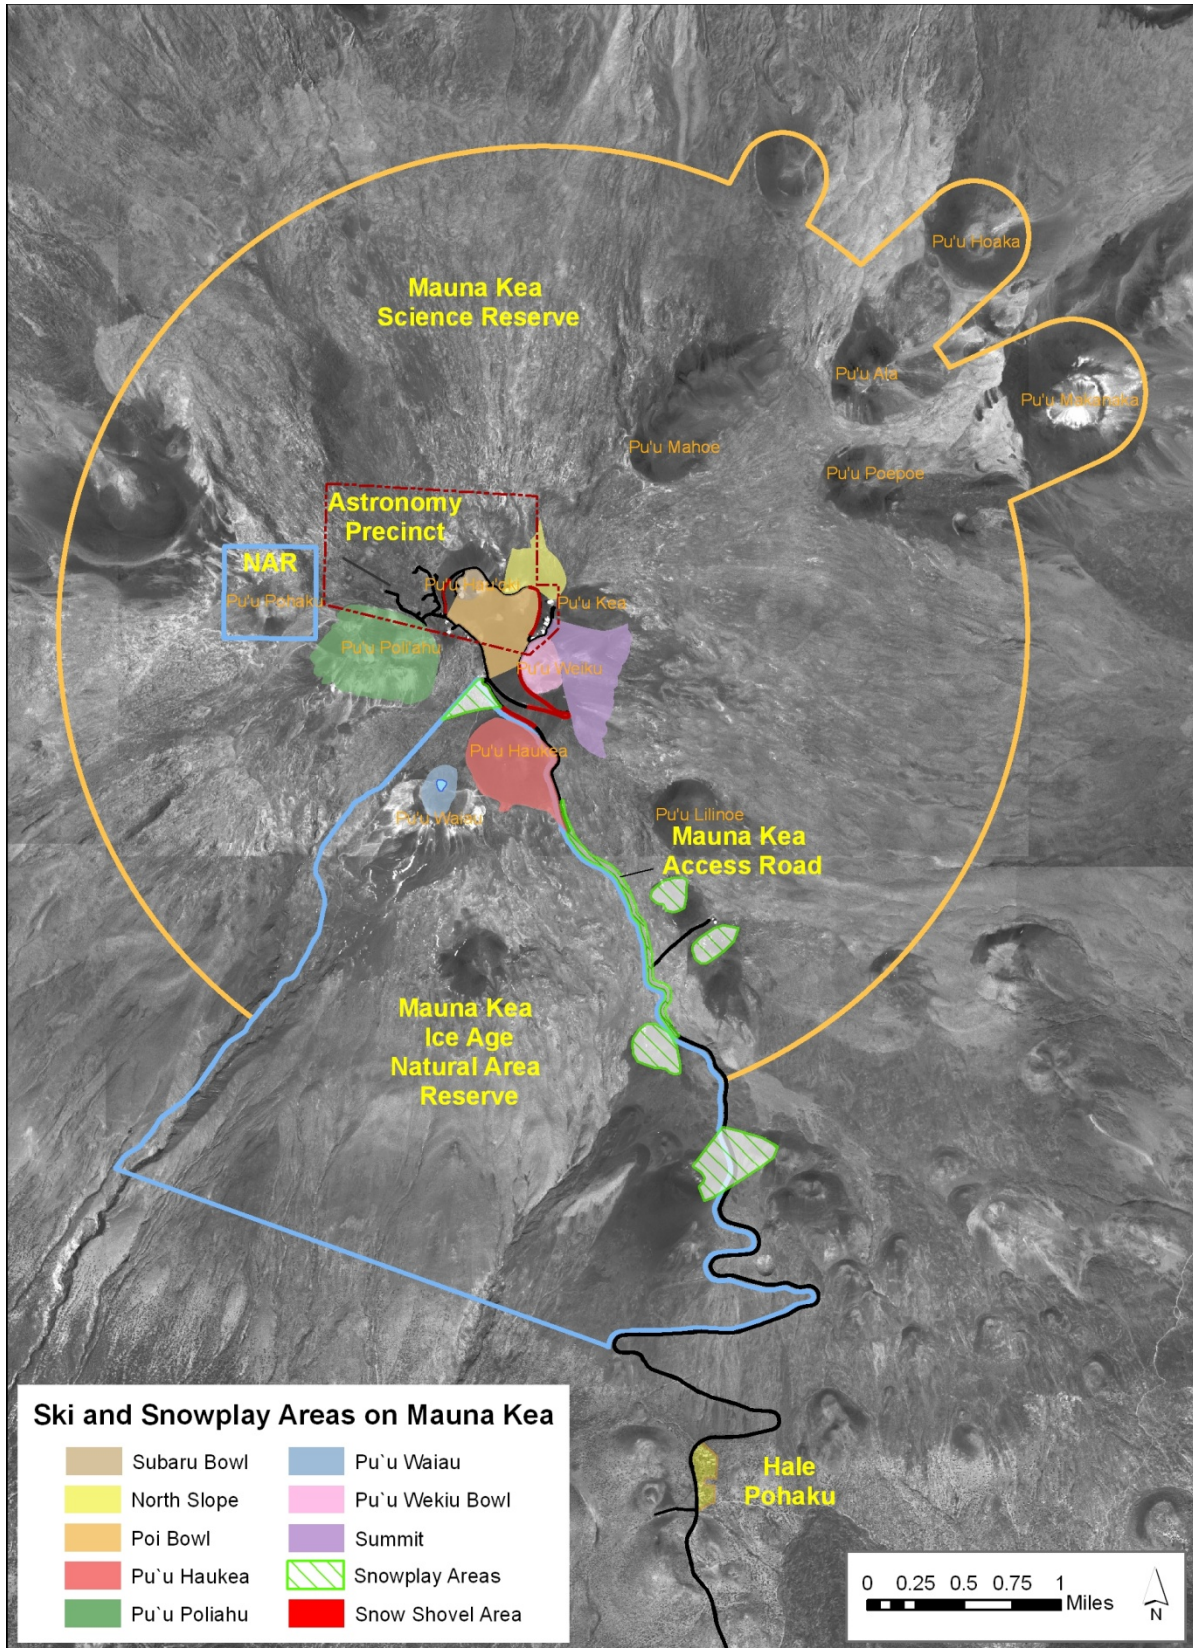 Pu'u Hoaka
Mauna Kea
Science Reserve
Pu'u Ala
Pu'u Makanaka
Pu'u Mahoe
Pu'u Poepoe
Astronomy
Precinct
NAR
Pu'u Hau'oki
Pu'u Pohaku
Pu'u Kea
Pu'u Poli'ahu
Pu'u Weiku
Pu'u Haukea
Pu'u Waiau
Pu'u Lilinoe
Mauna Kea
Access Road
Mauna Kea
Ice Age
Natural Area
Reserve
Hale
Pohaku
Ski and Snowplay Areas on Mauna Kea
Subaru Bowl
North Slope
Poi Bowl
Pu`u Haukea
Pu`u Poliahu
Pu`u Waiau
Pu`u Wekiu Bowl
Summit
Snowplay Areas
Snow Shovel Area
0 0.25 0.5 0.75 1
Miles
N